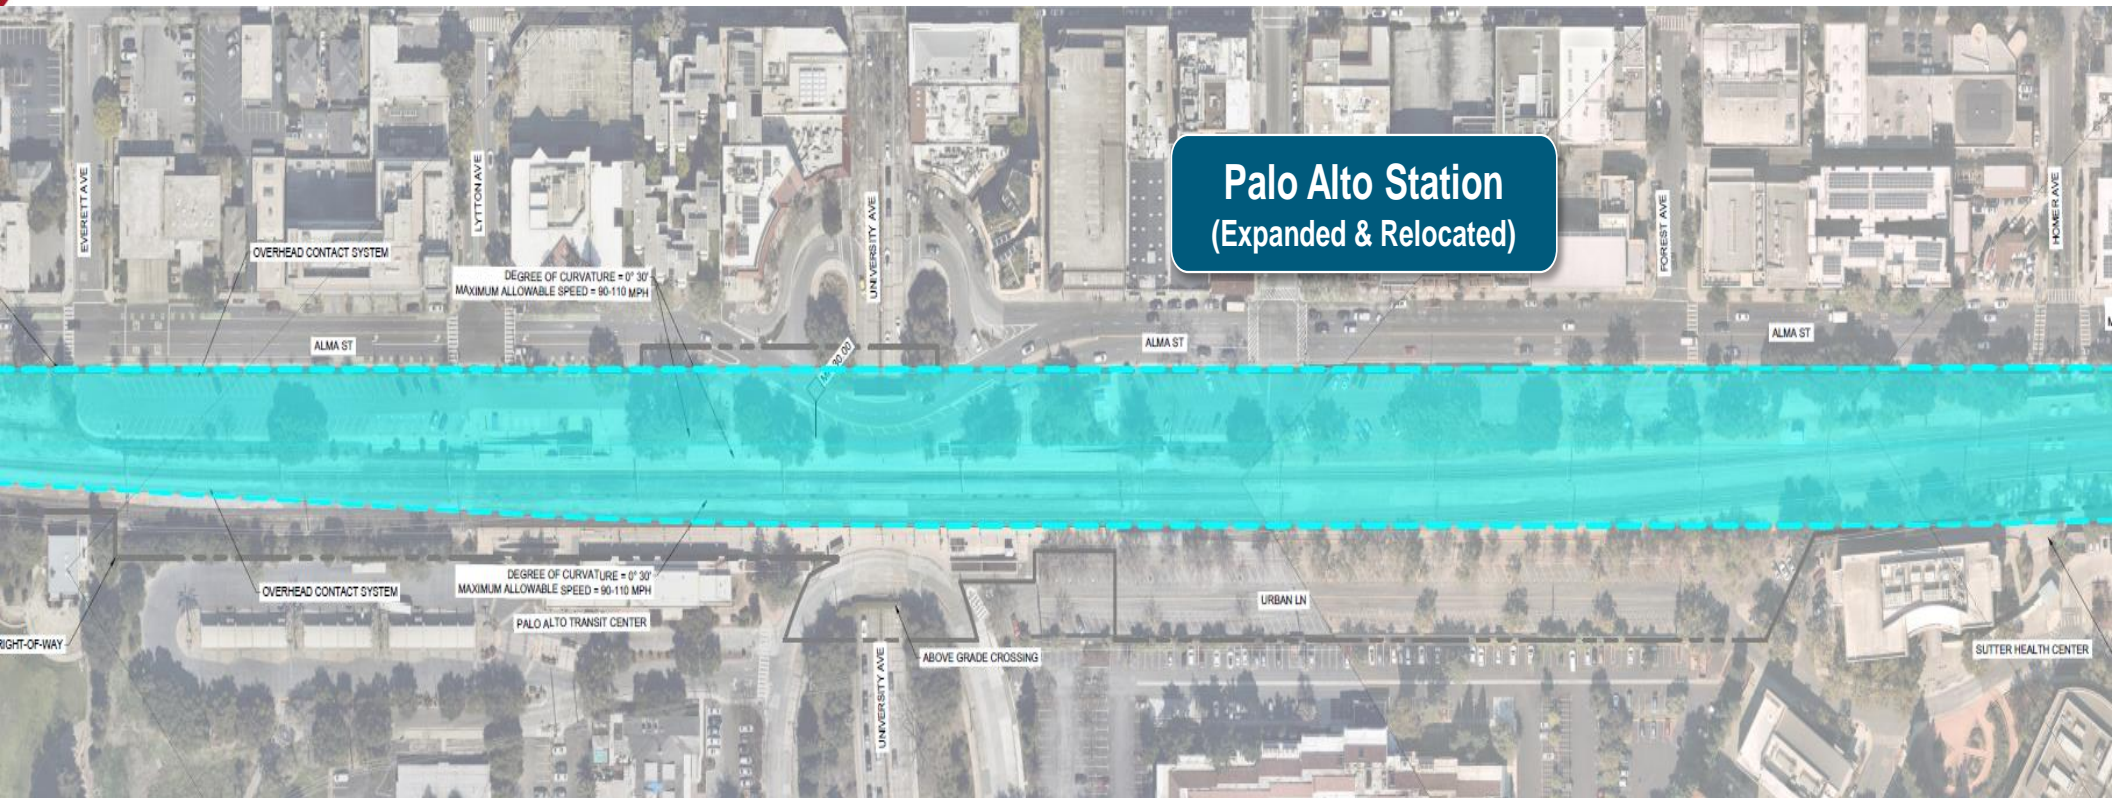 Palo Alto Station
(Expanded & Relocated)
EVERETT AVE
LYTTON AVE
UNIVERSITY AVE
FOREST AVE
HOMER AVE
OVERHEAD CONTACT SYSTEM
DEGREE OF CURVATURE = 0° 30'
MAXIMUM ALLOWABLE SPEED = 90-110 MPH
ALMA ST
ALMA ST
ALMA ST
OVERHEAD CONTACT SYSTEM
DEGREE OF CURVATURE = 0° 30'
MAXIMUM ALLOWABLE SPEED = 90-110 MPH
PALO ALTO TRANSIT CENTER
URBAN LN
RIGHT-OF-WAY
UNIVERSITY AVE
ABOVE GRADE CROSSING
SUTTER HEALTH CENTER